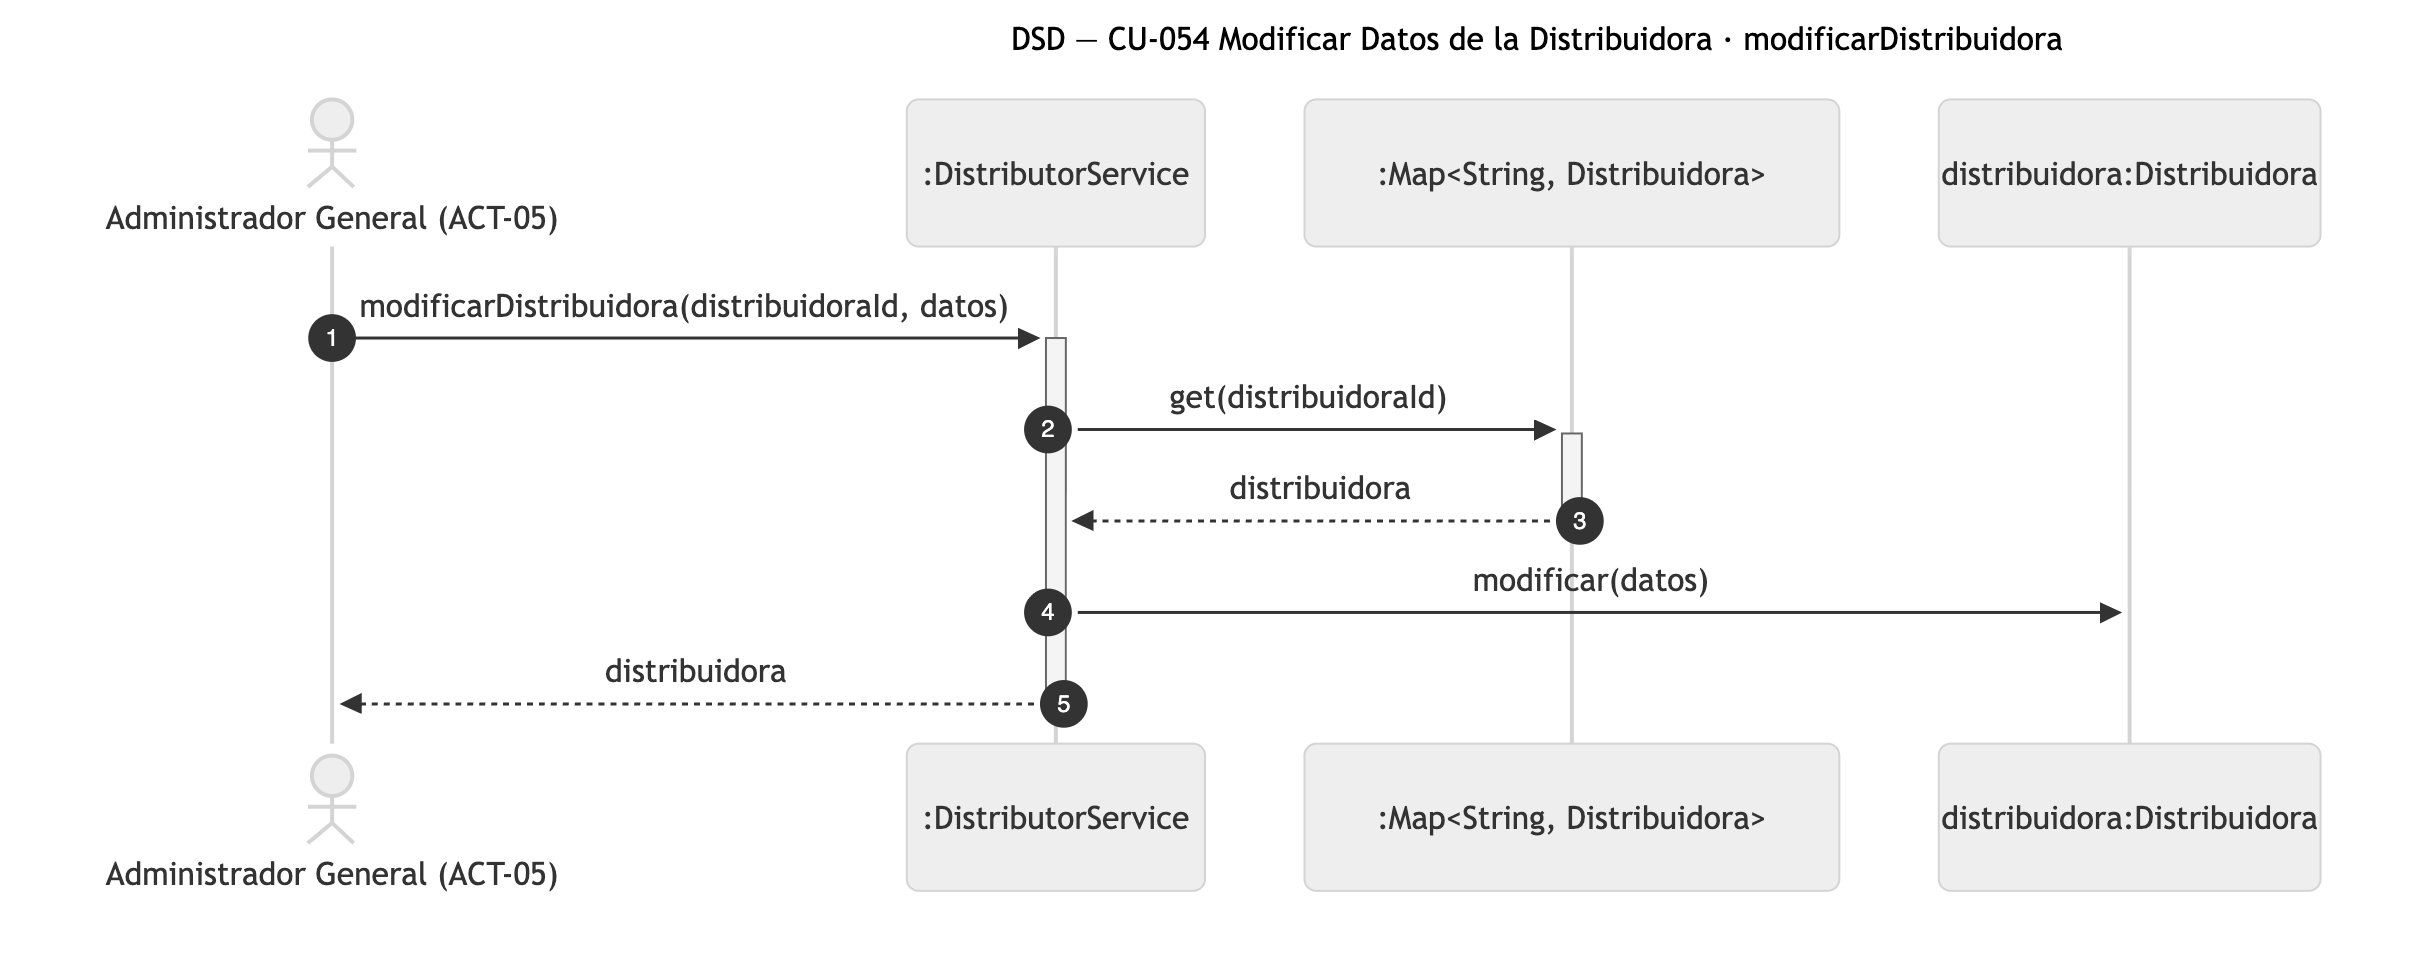 DSD – CU-054 Modificar Datos de la Distribuidora · modificarDistribuidora
Administrador General (ACT-05)
:DistributorService
:Map<String, Distribuidora>
distribuidora:Distribuidora
modificarDistribuidora(distribuidoraId, datos)
1
get(distribuidoraId)
2
distribuidora
3
modificar(datos)
4
distribuidora
5
Administrador General (ACT-05)
:DistributorService
:Map<String, Distribuidora>
distribuidora:Distribuidora